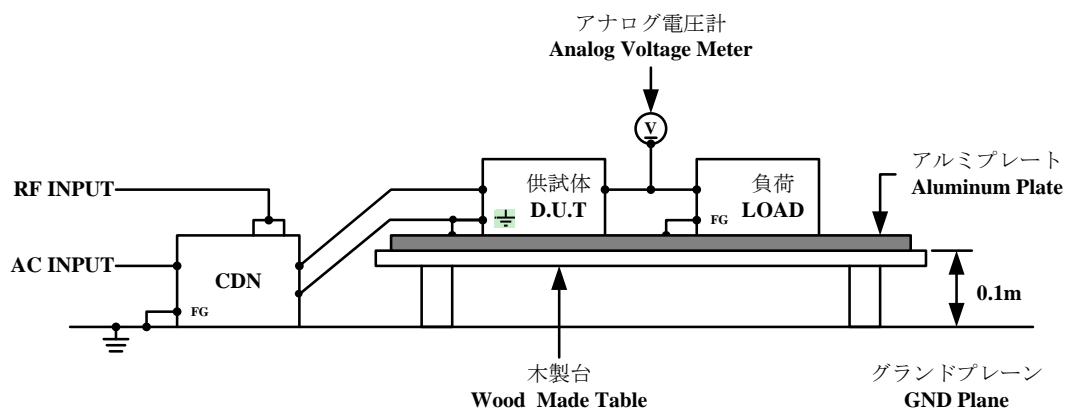 アナログ電圧計
Analog Voltage Meter
V
RF INPUT
AC INPUT
CDN
FG
供試体
D.U.T
負荷
LOAD
FG
アルミプレート
Aluminum Plate
0.1m
木製台
Wood Made Table
グランドプレーン
GND Plane